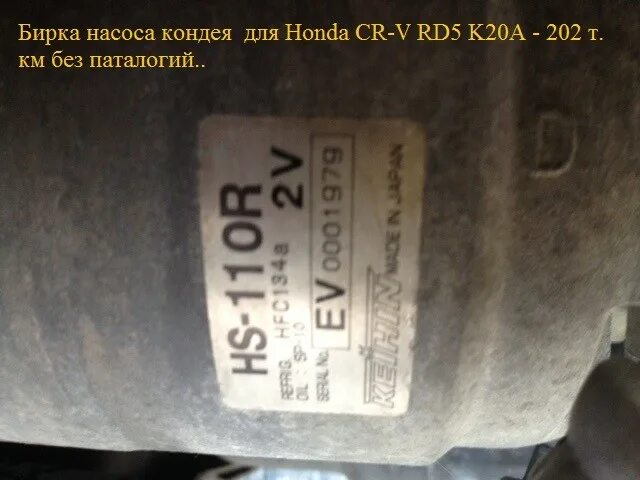 Бирка насоса кондея для Honda CR-V RD5 K20A - 202 т.
км без паталогий..
HS-110R
REFRIG. HFC134a 2V
OIL : SP-10
SERIAL No. EV 0001979
KEIHIN MADE IN JAPAN